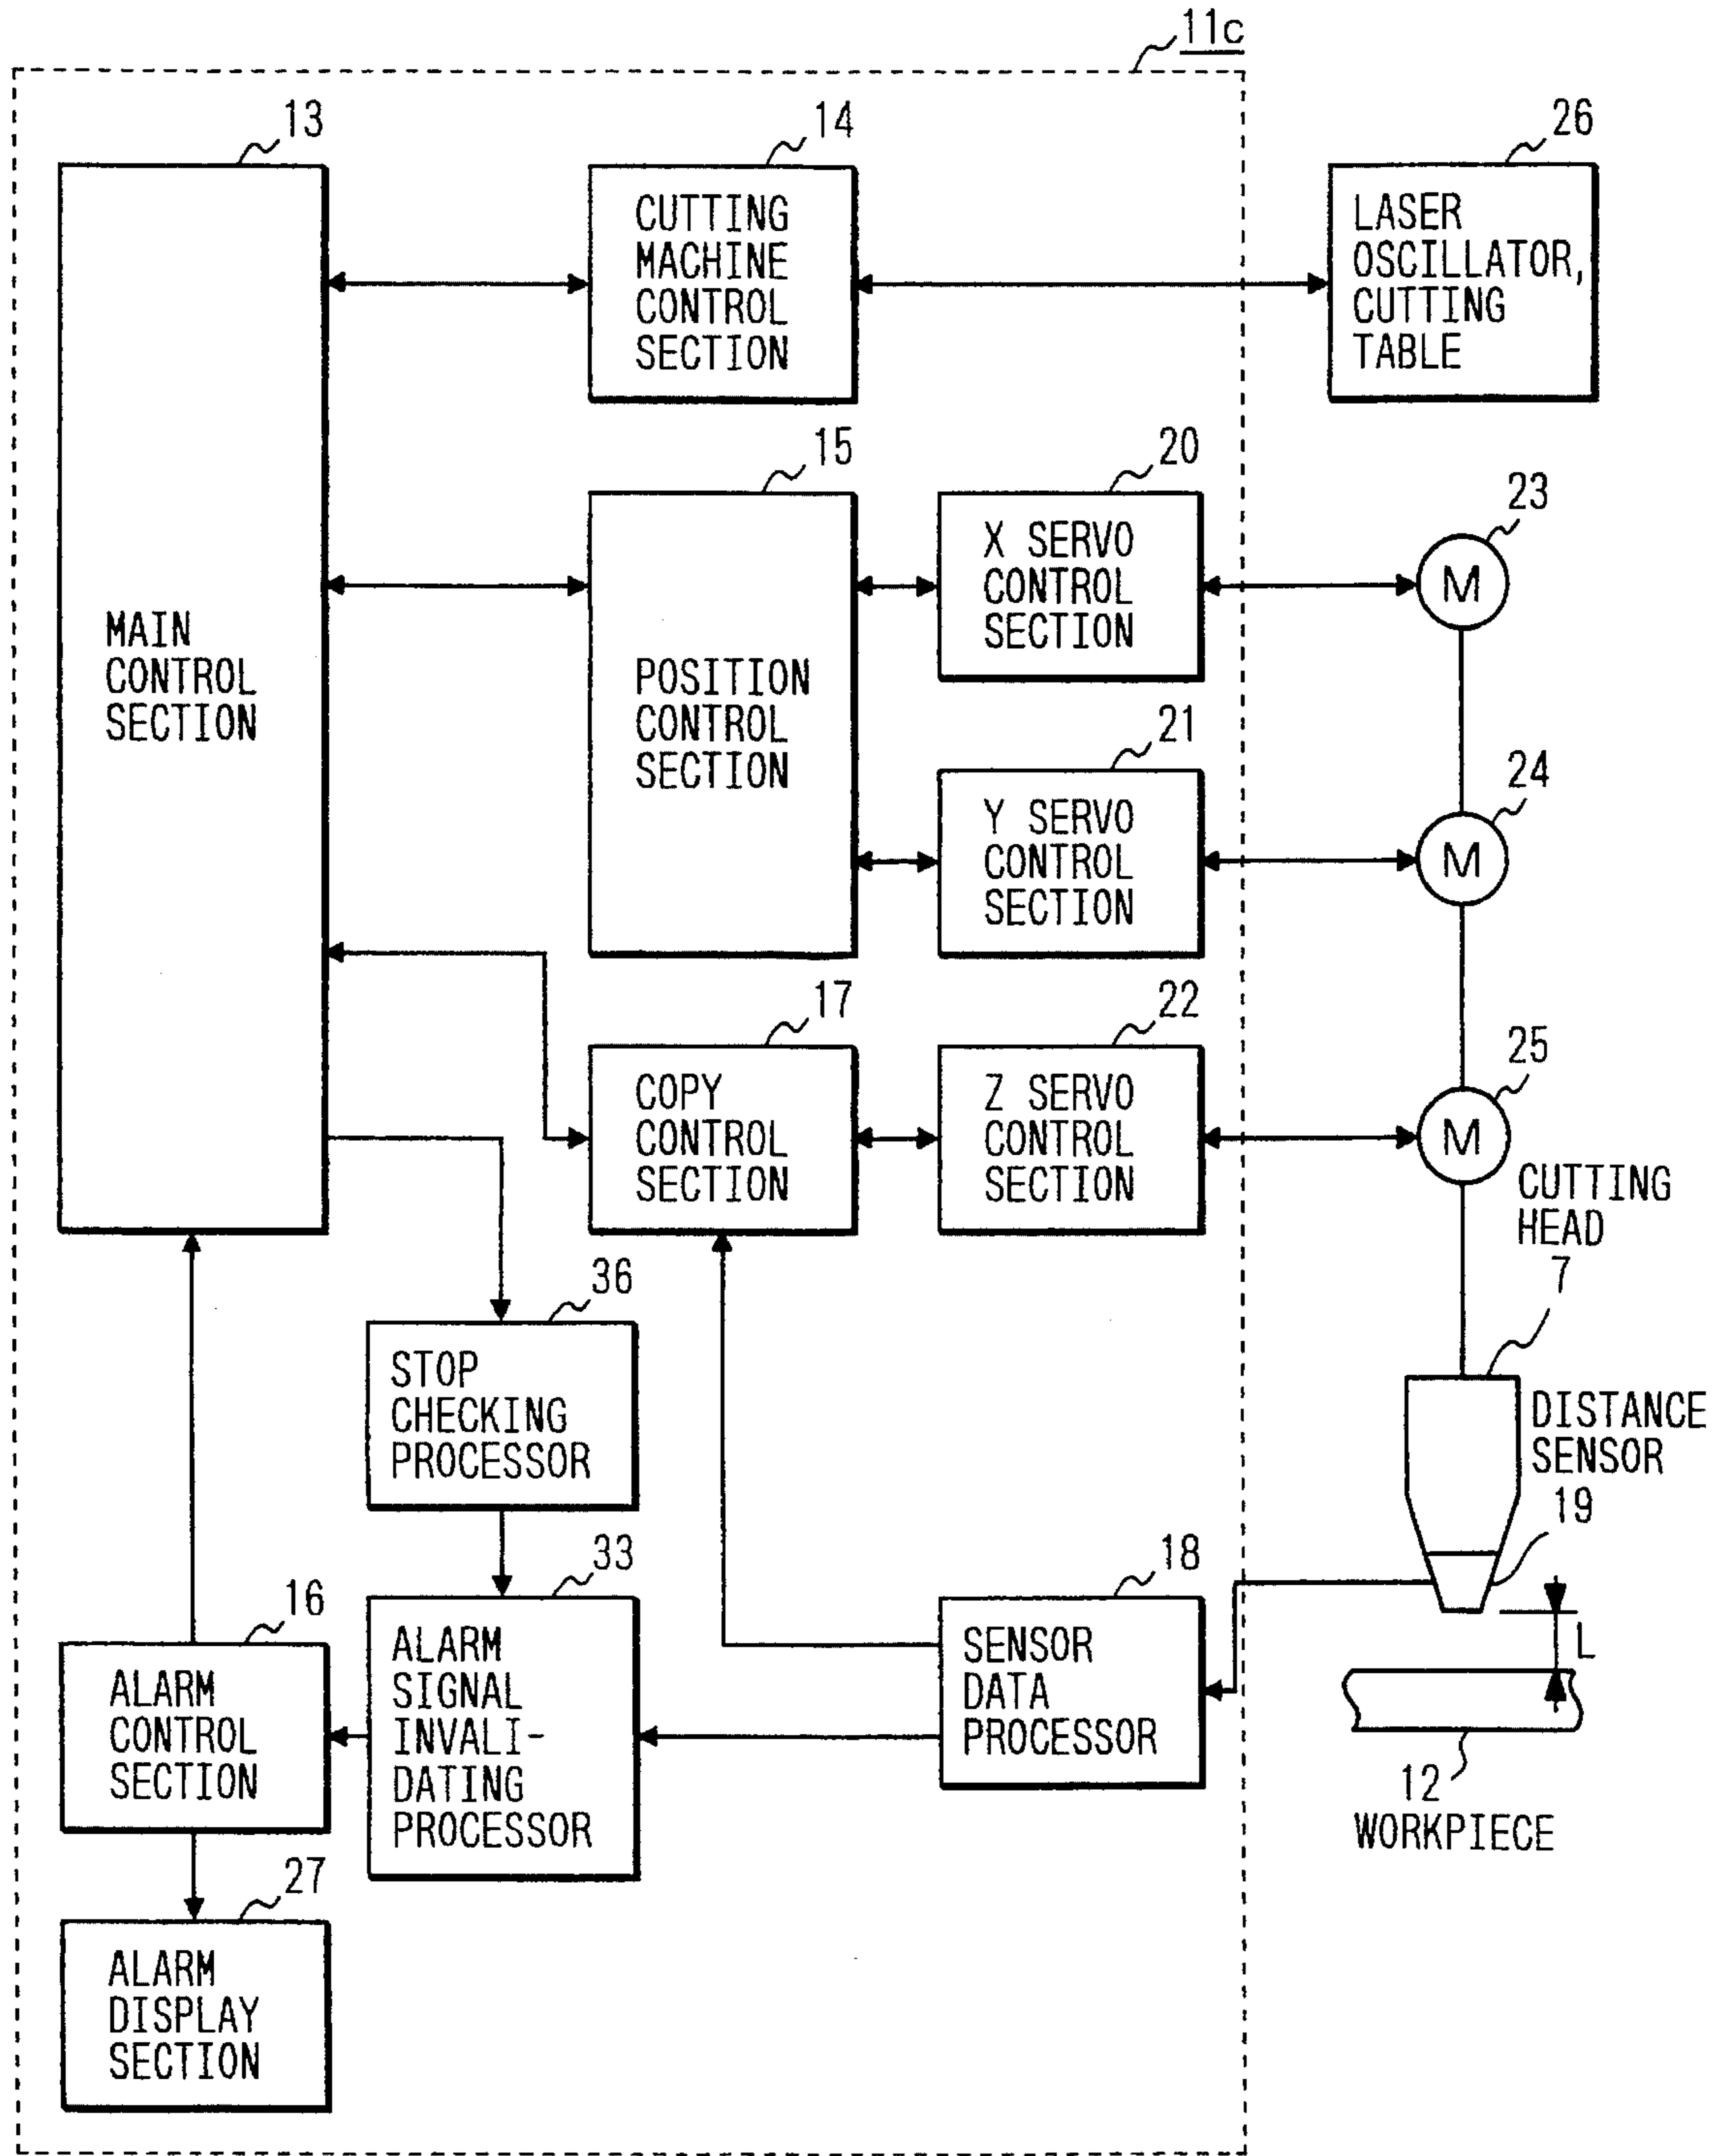 11c
13
14
26
MAIN
CONTROL
SECTION
CUTTING
MACHINE
CONTROL
SECTION
LASER
OSCILLATOR,
CUTTING
TABLE
15
20
23
POSITION
CONTROL
SECTION
X SERVO
CONTROL
SECTION
M
21
24
Y SERVO
CONTROL
SECTION
M
17
22
25
COPY
CONTROL
SECTION
Z SERVO
CONTROL
SECTION
M
CUTTING
HEAD
7
36
STOP
CHECKING
PROCESSOR
DISTANCE
SENSOR
19
33
18
16
ALARM
CONTROL
SECTION
ALARM
SIGNAL
INVALI-
DATING
PROCESSOR
SENSOR
DATA
PROCESSOR
L
12
WORKPIECE
27
ALARM
DISPLAY
SECTION